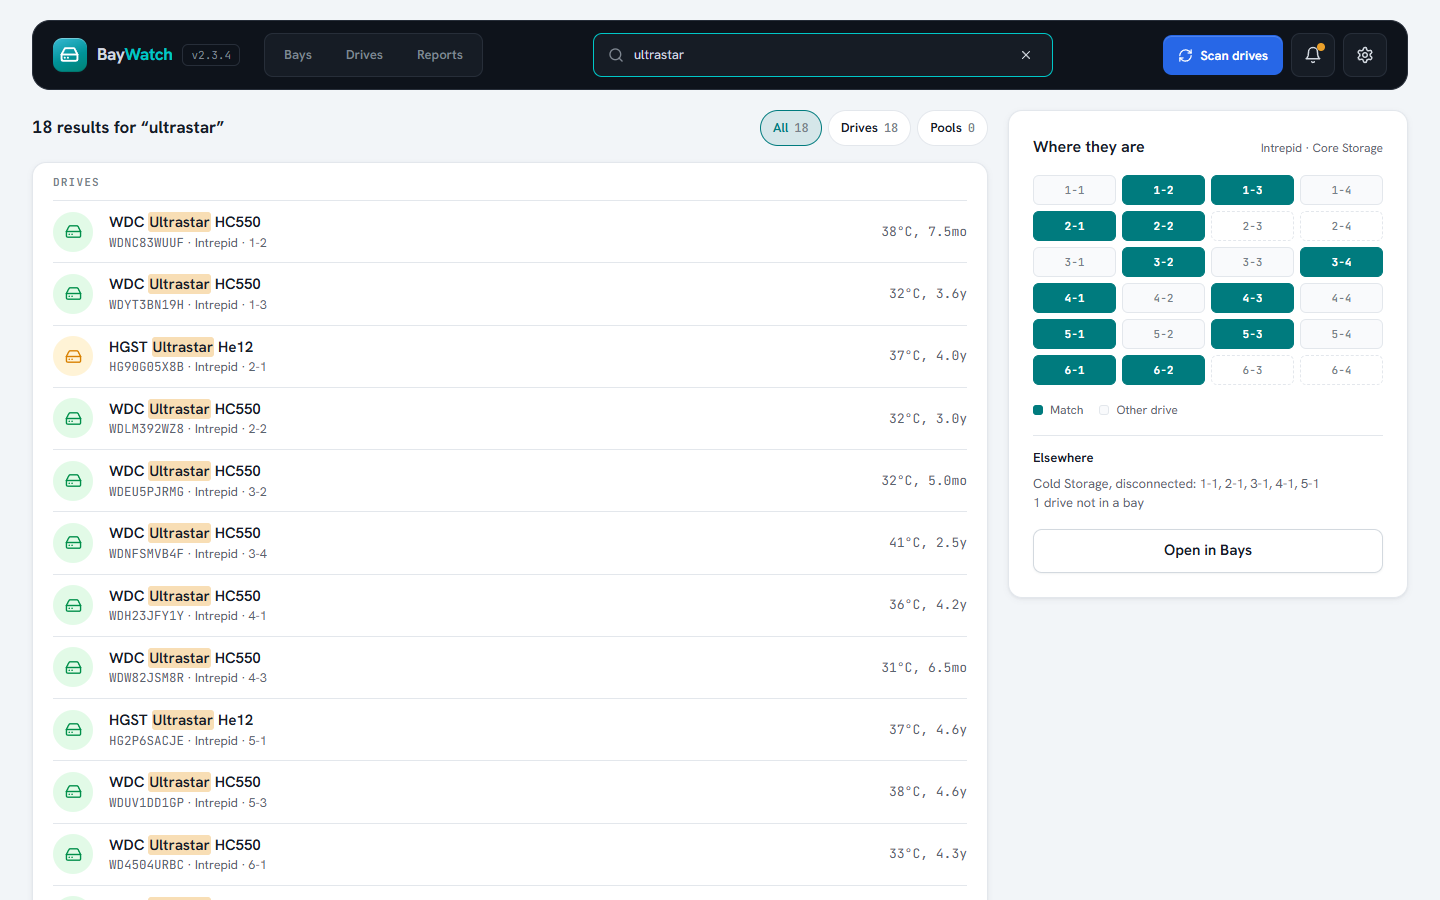 BayWatch v2.3.4 Bays Drives Reports ultrastar Scan drives
18 results for “ultrastar”
All 18 Drives 18 Pools 0
DRIVES
WDC Ultrastar HC550
WDNC83WUUF · Intrepid · 1-2
38°C, 7.5mo
WDC Ultrastar HC550
WDYT3BN19H · Intrepid · 1-3
32°C, 3.6y
HGST Ultrastar He12
HG90G05X8B · Intrepid · 2-1
37°C, 4.0y
WDC Ultrastar HC550
WDLM392WZ8 · Intrepid · 2-2
32°C, 3.0y
WDC Ultrastar HC550
WDEU5PJRMG · Intrepid · 3-2
32°C, 5.0mo
WDC Ultrastar HC550
WDNFSMVB4F · Intrepid · 3-4
41°C, 2.5y
WDC Ultrastar HC550
WDH23JFY1Y · Intrepid · 4-1
36°C, 4.2y
WDC Ultrastar HC550
WDW82JSM8R · Intrepid · 4-3
31°C, 6.5mo
HGST Ultrastar He12
HG2P6SACJE · Intrepid · 5-1
37°C, 4.6y
WDC Ultrastar HC550
WDUV1DD1GP · Intrepid · 5-3
38°C, 4.6y
WDC Ultrastar HC550
WD4504URBC · Intrepid · 6-1
33°C, 4.3y
Where they are
Intrepid · Core Storage
1-1 1-2 1-3 1-4
2-1 2-2 2-3 2-4
3-1 3-2 3-3 3-4
4-1 4-2 4-3 4-4
5-1 5-2 5-3 5-4
6-1 6-2 6-3 6-4
Match Other drive
Elsewhere
Cold Storage, disconnected: 1-1, 2-1, 3-1, 4-1, 5-1
1 drive not in a bay
Open in Bays